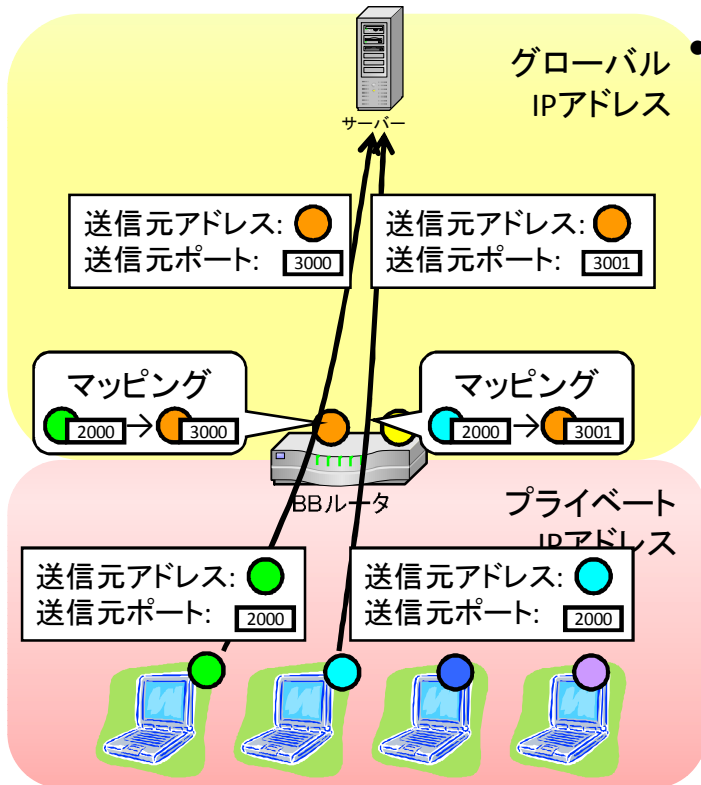 グローバル
IPアドレス
サーバー
送信元アドレス:
送信元ポート: 3000
送信元アドレス:
送信元ポート: 3001
マッピング
2000→3000
マッピング
2000→3001
BBルータ
プライベート
IPアドレス
送信元アドレス:
送信元ポート: 2000
送信元アドレス:
送信元ポート: 2000